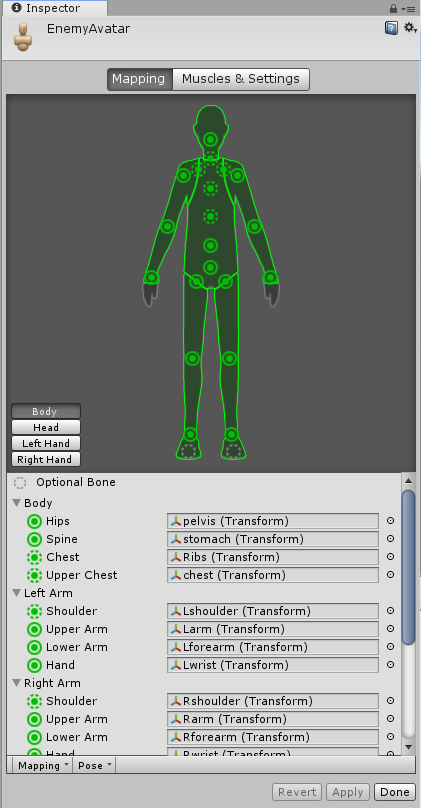 Inspector
EnemyAvatar
Mapping Muscles & Settings
Body
Head
Left Hand
Right Hand
Optional Bone
Body
Hips pelvis (Transform)
Spine stomach (Transform)
Chest Ribs (Transform)
Upper Chest chest (Transform)
Left Arm
Shoulder Lshoulder (Transform)
Upper Arm Larm (Transform)
Lower Arm Lforearm (Transform)
Hand Lwrist (Transform)
Right Arm
Shoulder Rshoulder (Transform)
Upper Arm Rarm (Transform)
Lower Arm Rforearm (Transform)
Hand Rwrist (Transform)
Mapping Pose
Revert Apply Done